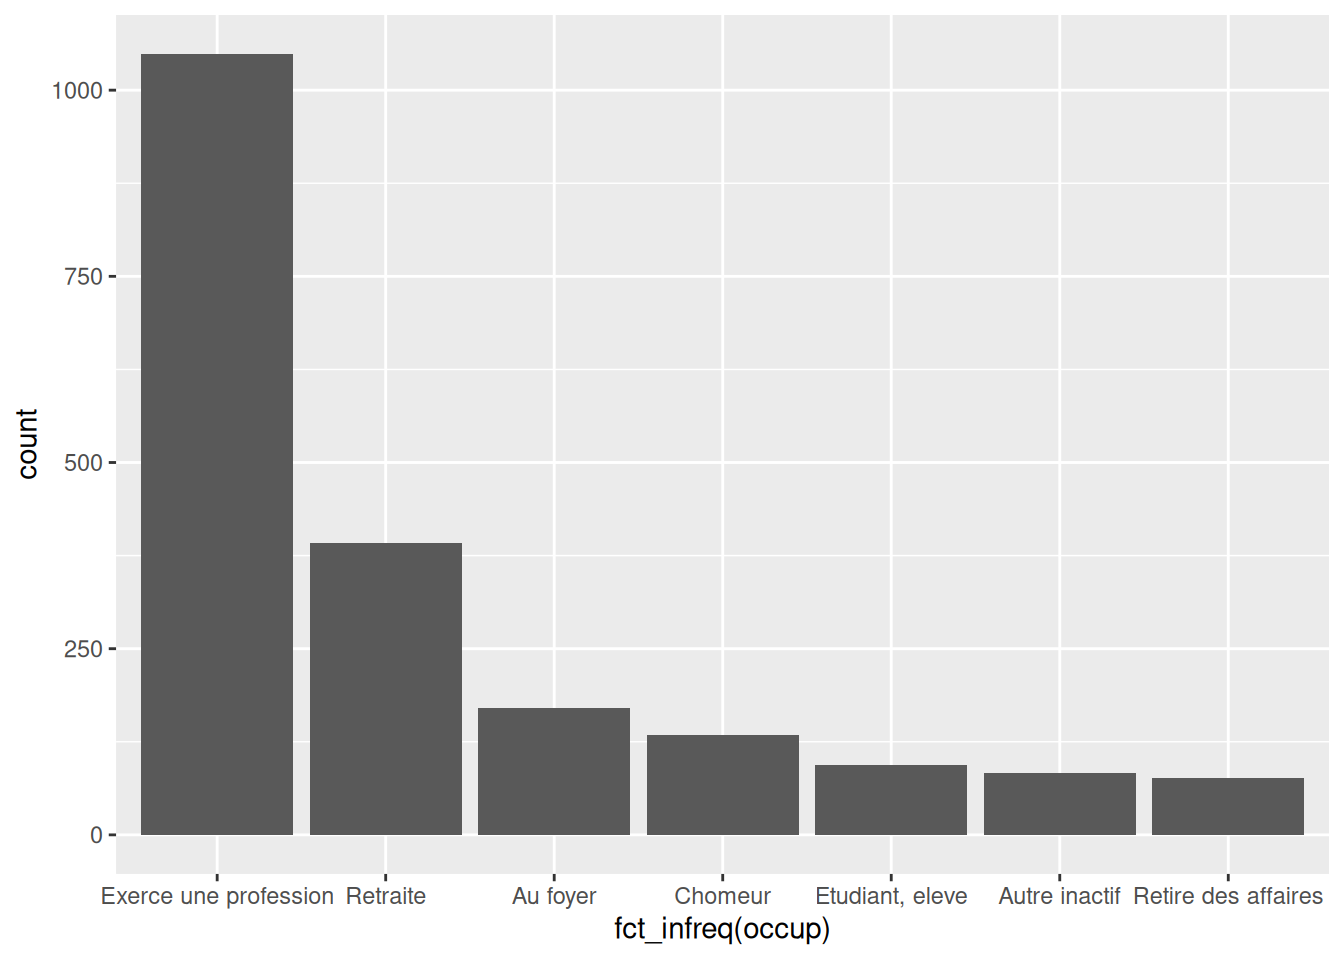 1000
750
500
250
0
count
Exerce une profession Retraite Au foyer Chomeur Etudiant, eleve Autre inactif Retire des affaires
fct_infreq(occup)